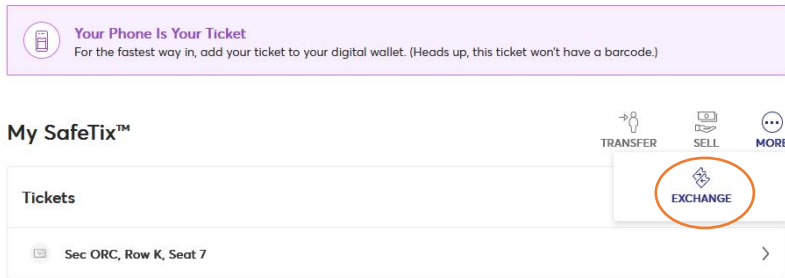 Your Phone Is Your Ticket
For the fastest way in, add your ticket to your digital wallet. (Heads up, this ticket won't have a barcode.)
My SafeTix™
TRANSFER SELL MORE
EXCHANGE
Tickets
Sec ORC, Row K, Seat 7